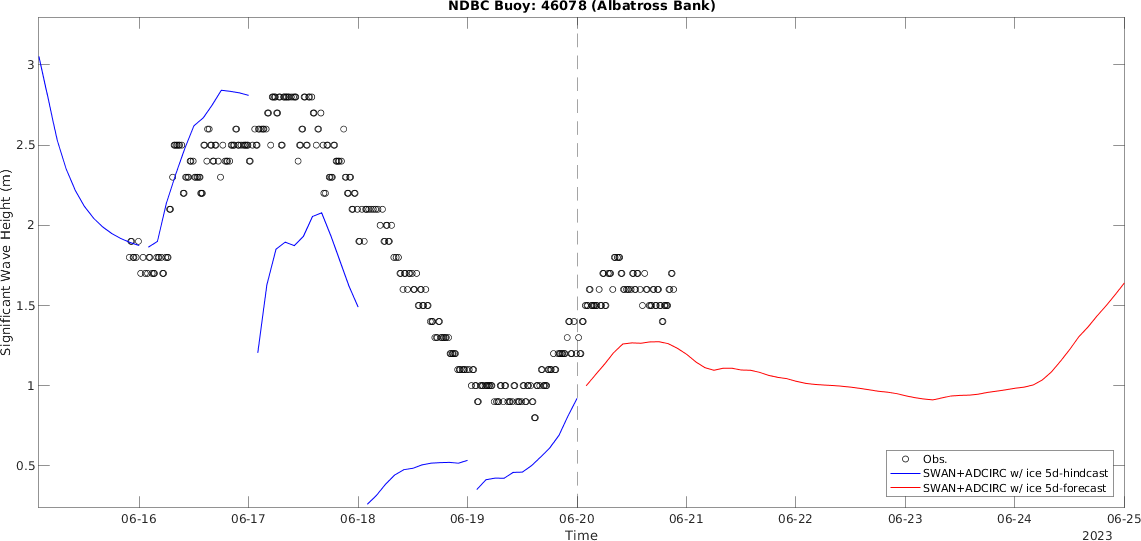 NDBC Buoy: 46078 (Albatross Bank)
Significant Wave Height (m)
3
2.5
2
1.5
1
0.5
Obs.
SWAN+ADCIRC w/ ice 5d-hindcast
SWAN+ADCIRC w/ ice 5d-forecast
06-16 06-17 06-18 06-19 06-20 06-21 06-22 06-23 06-24 06-25
Time
2023